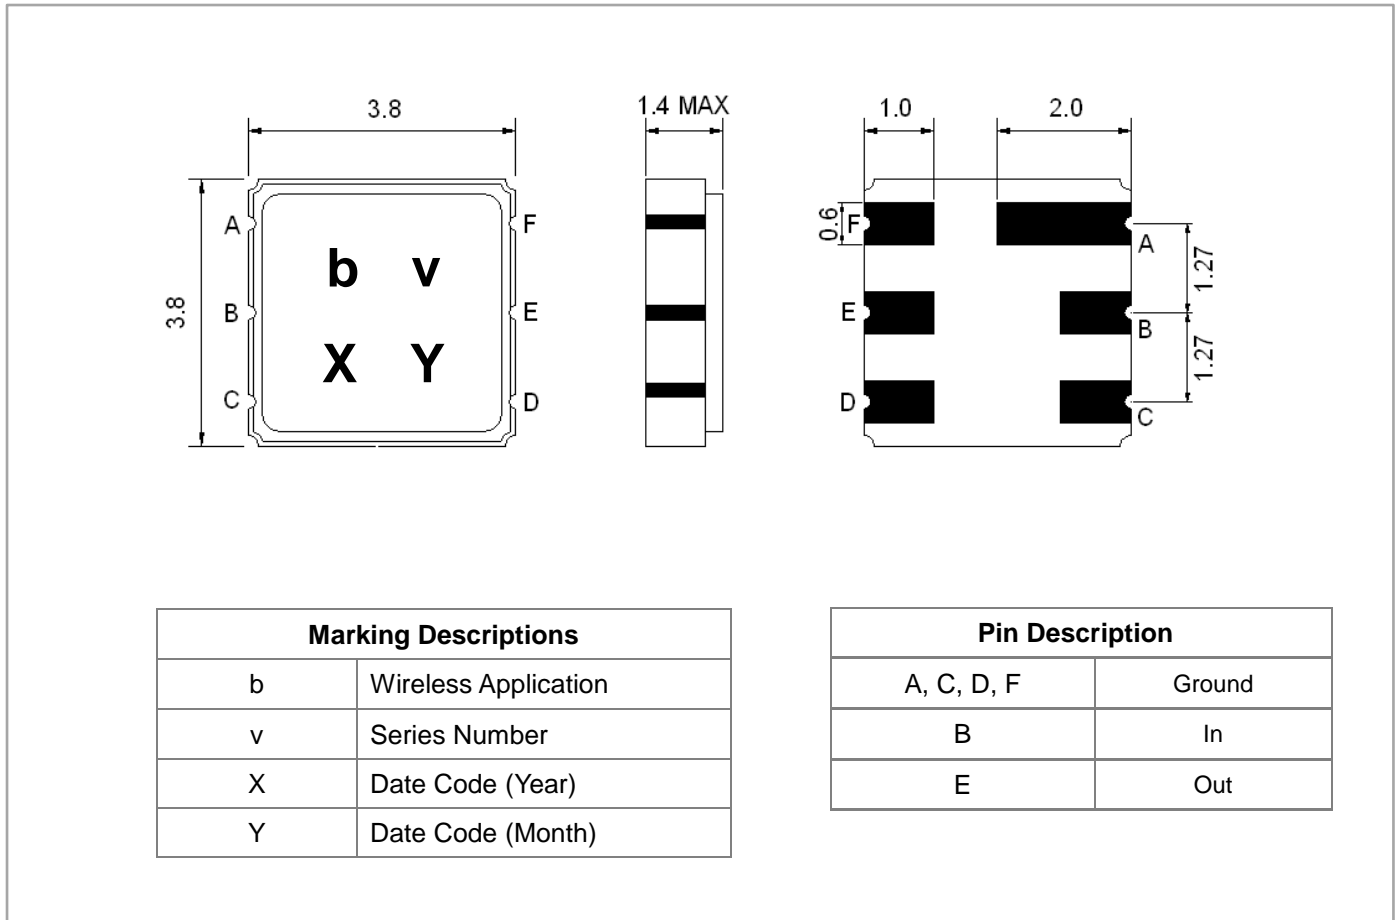 3.8
1.4 MAX
1.0
2.0
3.8
A
B
C
F
E
D
b v
X Y
0.6
F
E
D
A
B
C
1.27
1.27
Marking Descriptions
b Wireless Application
v Series Number
X Date Code (Year)
Y Date Code (Month)
Pin Description
A, C, D, F Ground
B In
E Out